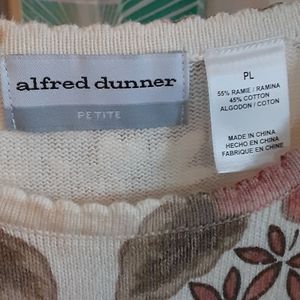 alfred dunner
PETITE
PL
55% RAMIE / RAMINA
45% COTTON
ALGODON / COTON
MADE IN CHINA
HECHO EN CHINA
FABRIQUE EN CHINE